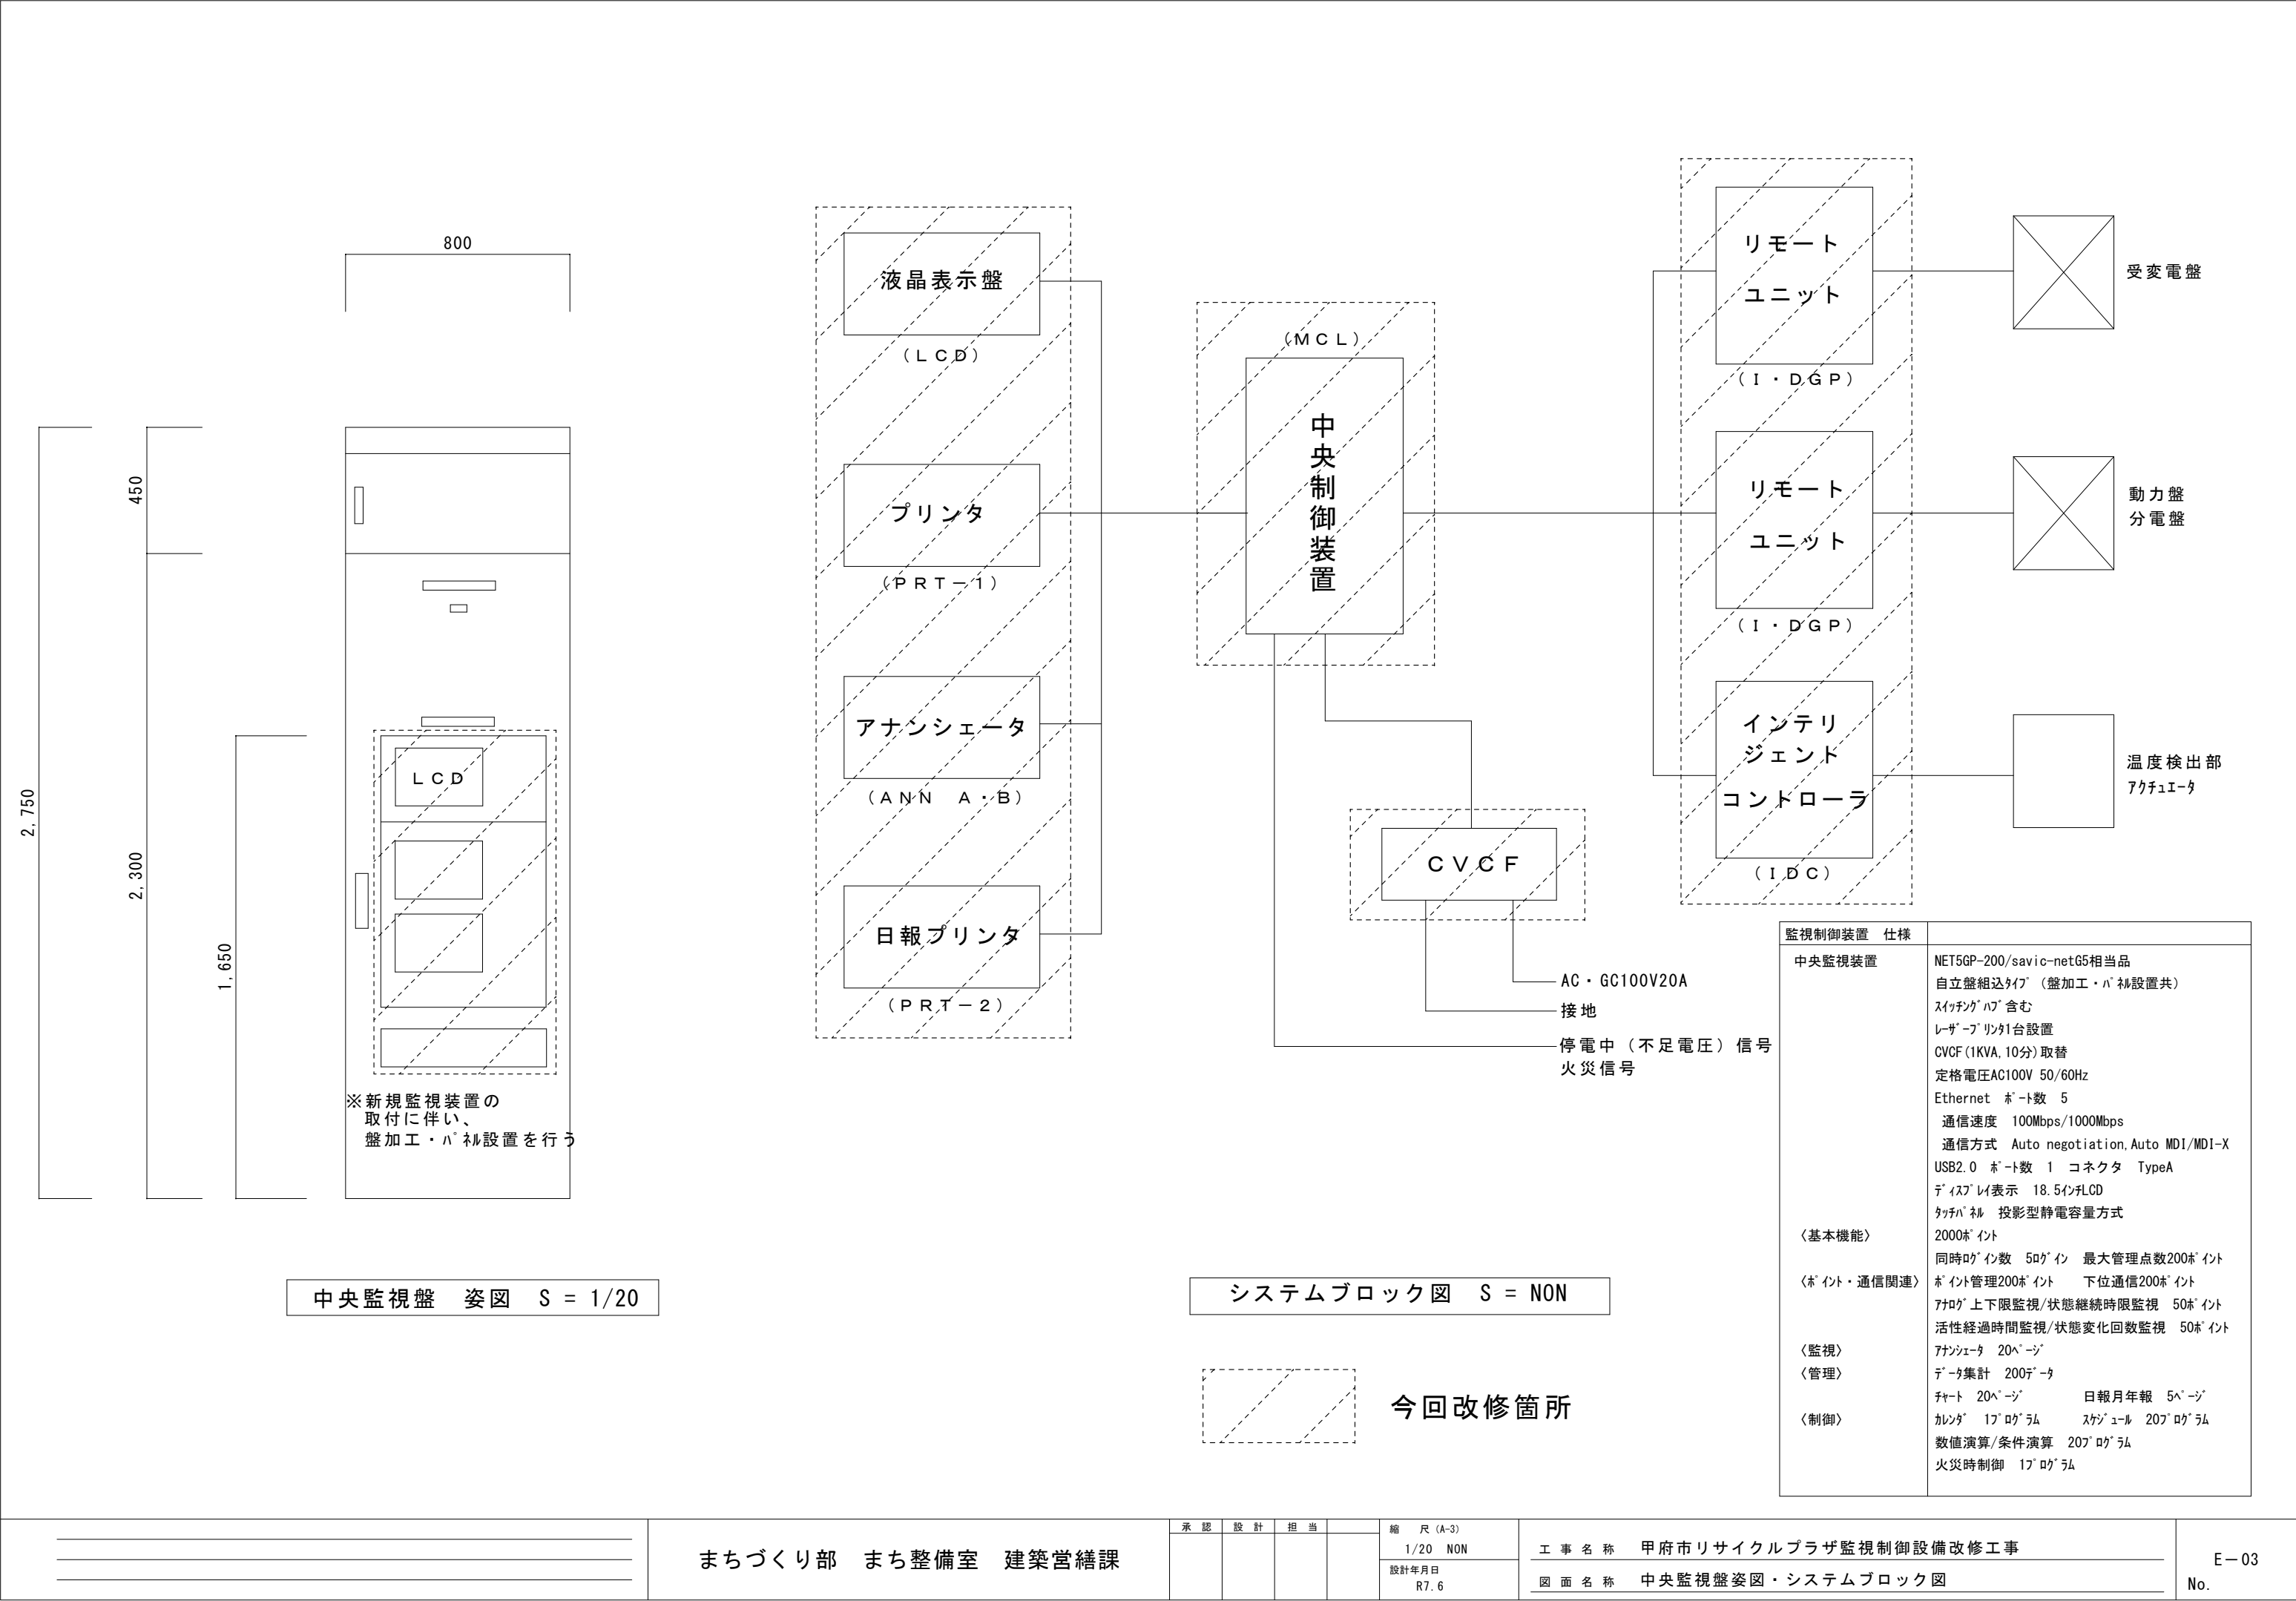 800
450
2,750
2,300
1,650
LCD
※新規監視装置の
取付に伴い、
盤加工・ﾊﾟﾈﾙ設置を行う
中央監視盤　姿図　S = 1/20
液晶表示盤
(LCD)
プリンタ
(PRT－1)
アナンシェータ
(ANN　A・B)
日報プリンタ
(PRT－2)
(MCL)
中央制御装置
CVCF
AC・GC100V20A
接地
停電中（不足電圧）信号
火災信号
リモート
ユニット
(I・DGP)
リモート
ユニット
(I・DGP)
インテリ
ジェント
コントローラ
(IDC)
受変電盤
動力盤
分電盤
温度検出部
ｱｸﾁｭｴｰﾀ
システムブロック図　S = NON
今回改修箇所
監視制御装置　仕様
中央監視装置　NET5GP-200/savic-netG5相当品
自立盤組込ﾀｲﾌﾟ（盤加工・ﾊﾟﾈﾙ設置共）
ｽｲｯﾁﾝｸﾞﾊﾌﾞ含む
ﾚｰｻﾞｰﾌﾟﾘﾝﾀ1台設置
CVCF(1KVA,10分)取替
定格電圧AC100V 50/60Hz
Ethernet　ﾎﾟｰﾄ数　5
通信速度　100Mbps/1000Mbps
通信方式　Auto negotiation,Auto MDI/MDI-X
USB2.0　ﾎﾟｰﾄ数　1　コネクタ　TypeA
ﾃﾞｨｽﾌﾟﾚｲ表示　18.5ｲﾝﾁLCD
ﾀｯﾁﾊﾟﾈﾙ　投影型静電容量方式
〈基本機能〉　2000ﾎﾟｲﾝﾄ
同時ﾛｸﾞｲﾝ数　5ﾛｸﾞｲﾝ　最大管理点数200ﾎﾟｲﾝﾄ
〈ﾎﾟｲﾝﾄ・通信関連〉　ﾎﾟｲﾝﾄ管理200ﾎﾟｲﾝﾄ　下位通信200ﾎﾟｲﾝﾄ
ｱﾅﾛｸﾞ上下限監視/状態継続時限監視　50ﾎﾟｲﾝﾄ
活性経過時間監視/状態変化回数監視　50ﾎﾟｲﾝﾄ
〈監視〉　ｱﾅﾝｼｪｰﾀ　20ﾍﾟｰｼﾞ
〈管理〉　ﾃﾞｰﾀ集計　200ﾃﾞｰﾀ
ﾁｬｰﾄ　20ﾍﾟｰｼﾞ　日報月年報　5ﾍﾟｰｼﾞ
〈制御〉　ｶﾚﾝﾀﾞ　1ﾌﾟﾛｸﾞﾗﾑ　ｽｹｼﾞｭｰﾙ　20ﾌﾟﾛｸﾞﾗﾑ
数値演算/条件演算　20ﾌﾟﾛｸﾞﾗﾑ
火災時制御　1ﾌﾟﾛｸﾞﾗﾑ
まちづくり部　まち整備室　建築営繕課
承認　設計　担当
縮　尺(A-3)
1/20　NON
設計年月日
R7.6
工事名称　甲府市リサイクルプラザ監視制御設備改修工事
図面名称　中央監視盤姿図・システムブロック図
E－03
No.